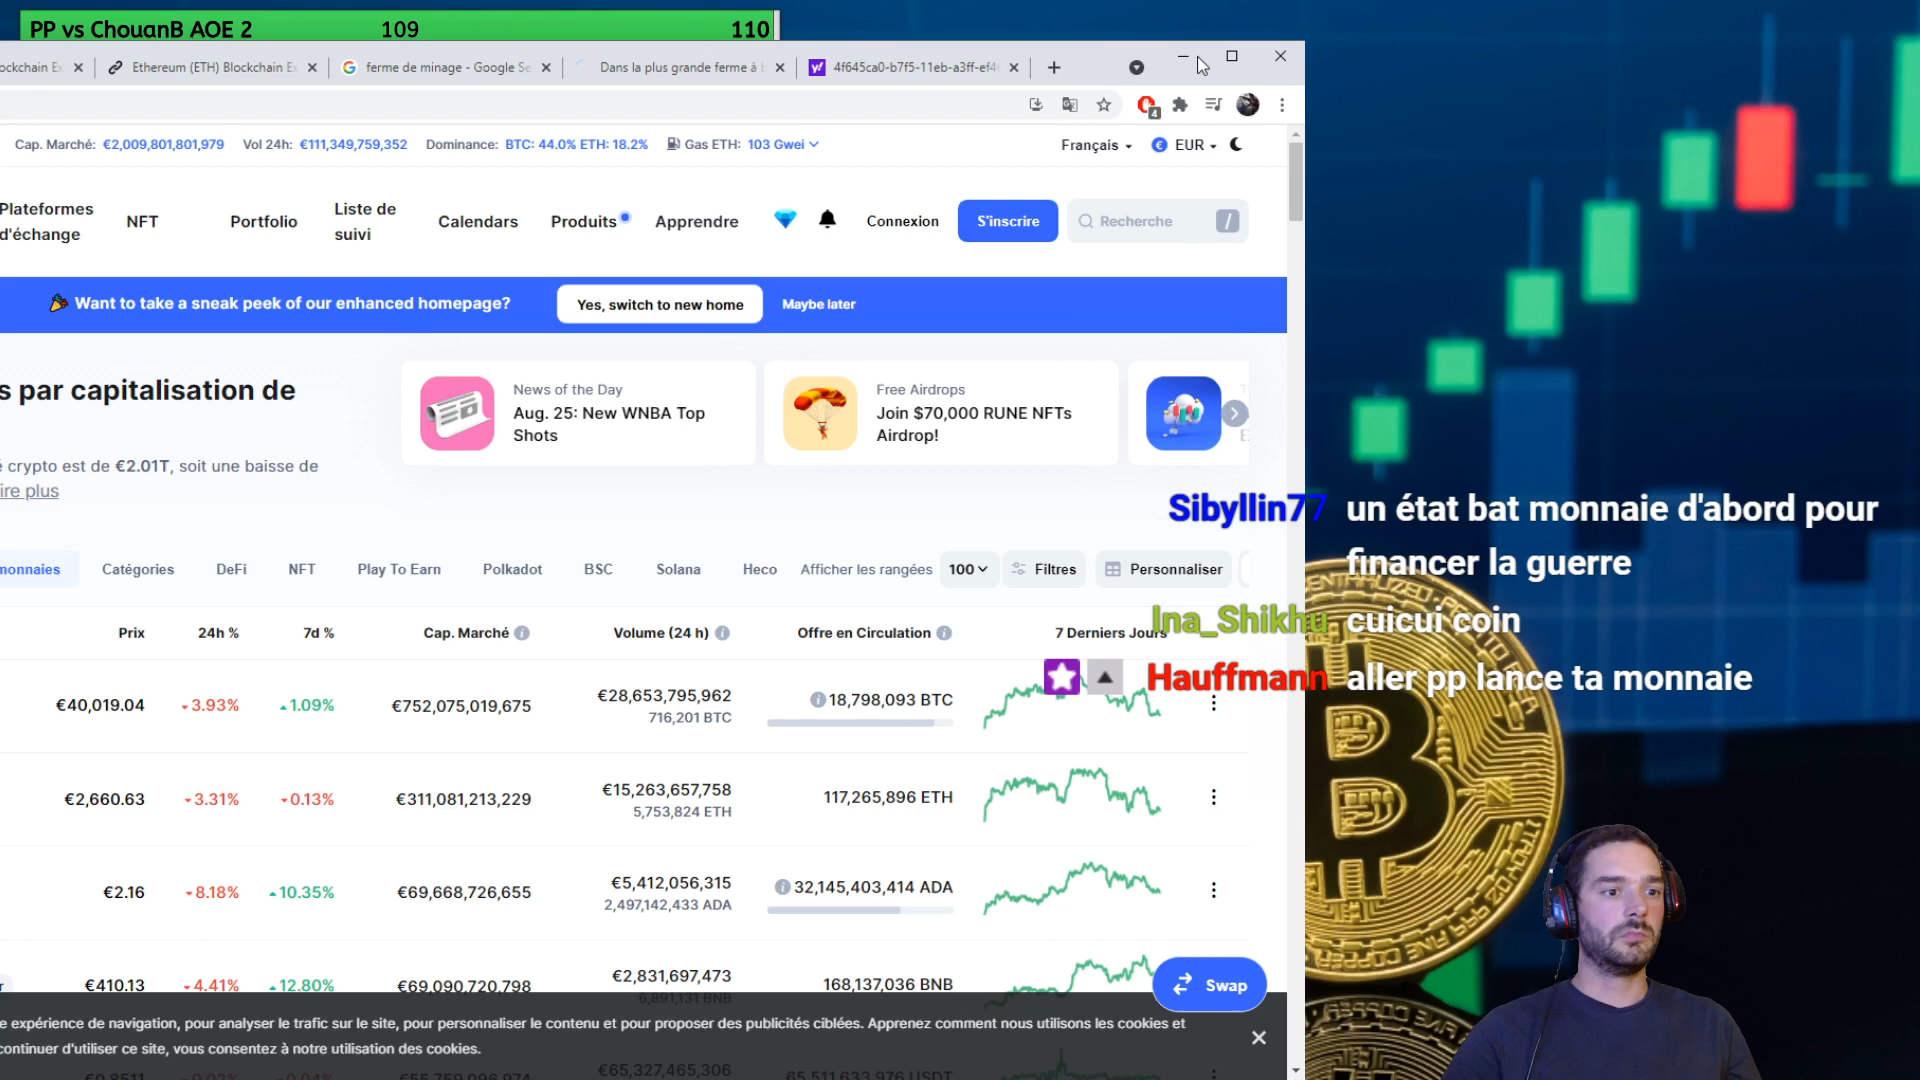 PP vs ChouanB AOE 2 109 110
ockchain Ex Ethereum (ETH) Blockchain Ex ferme de minage - Google Se Dans la plus grande ferme à b 4f645ca0-b7f5-11eb-a3ff-ef4
4
Cap. Marché: €2,009,801,801,979 Vol 24h: €111,349,759,352 Dominance: BTC: 44.0% ETH: 18.2% Gas ETH: 103 Gwei Français EUR
Plateformes d'échange NFT Portfolio Liste de suivi Calendars Produits Apprendre Connexion S'inscrire Recherche /
Want to take a sneak peek of our enhanced homepage? Yes, switch to new home Maybe later
s par capitalisation de
é crypto est de €2.01T, soit une baisse de
ire plus
News of the Day
Aug. 25: New WNBA Top
Shots
Free Airdrops
Join $70,000 RUNE NFTs
Airdrop!
monnaies Catégories DeFi NFT Play To Earn Polkadot BSC Solana Heco Afficher les rangées 100 Filtres Personnaliser
Prix 24h % 7d % Cap. Marché Volume (24 h) Offre en Circulation 7 Derniers Jours
€40,019.04 3.93% 1.09% €752,075,019,675 €28,653,795,962 18,798,093 BTC
716,201 BTC
€2,660.63 3.31% 0.13% €311,081,213,229 €15,263,657,758 117,265,896 ETH
5,753,824 ETH
€2.16 8.18% 10.35% €69,668,726,655 €5,412,056,315 32,145,403,414 ADA
2,497,142,433 ADA
€410.13 4.41% 12.80% €69,090,720,798 €2,831,697,473 168,137,036 BNB
6,891,131 BNB
Swap
e expérience de navigation, pour analyser le trafic sur le site, pour personnaliser le contenu et pour proposer des publicités ciblées. Apprenez comment nous utilisons les cookies et
continuer d'utiliser ce site, vous consentez à notre utilisation des cookies.
€65,327,465,306
Sibyllin77 un état bat monnaie d'abord pour
financer la guerre
Ina_Shikhu cuicui coin
Hauffmann aller pp lance ta monnaie